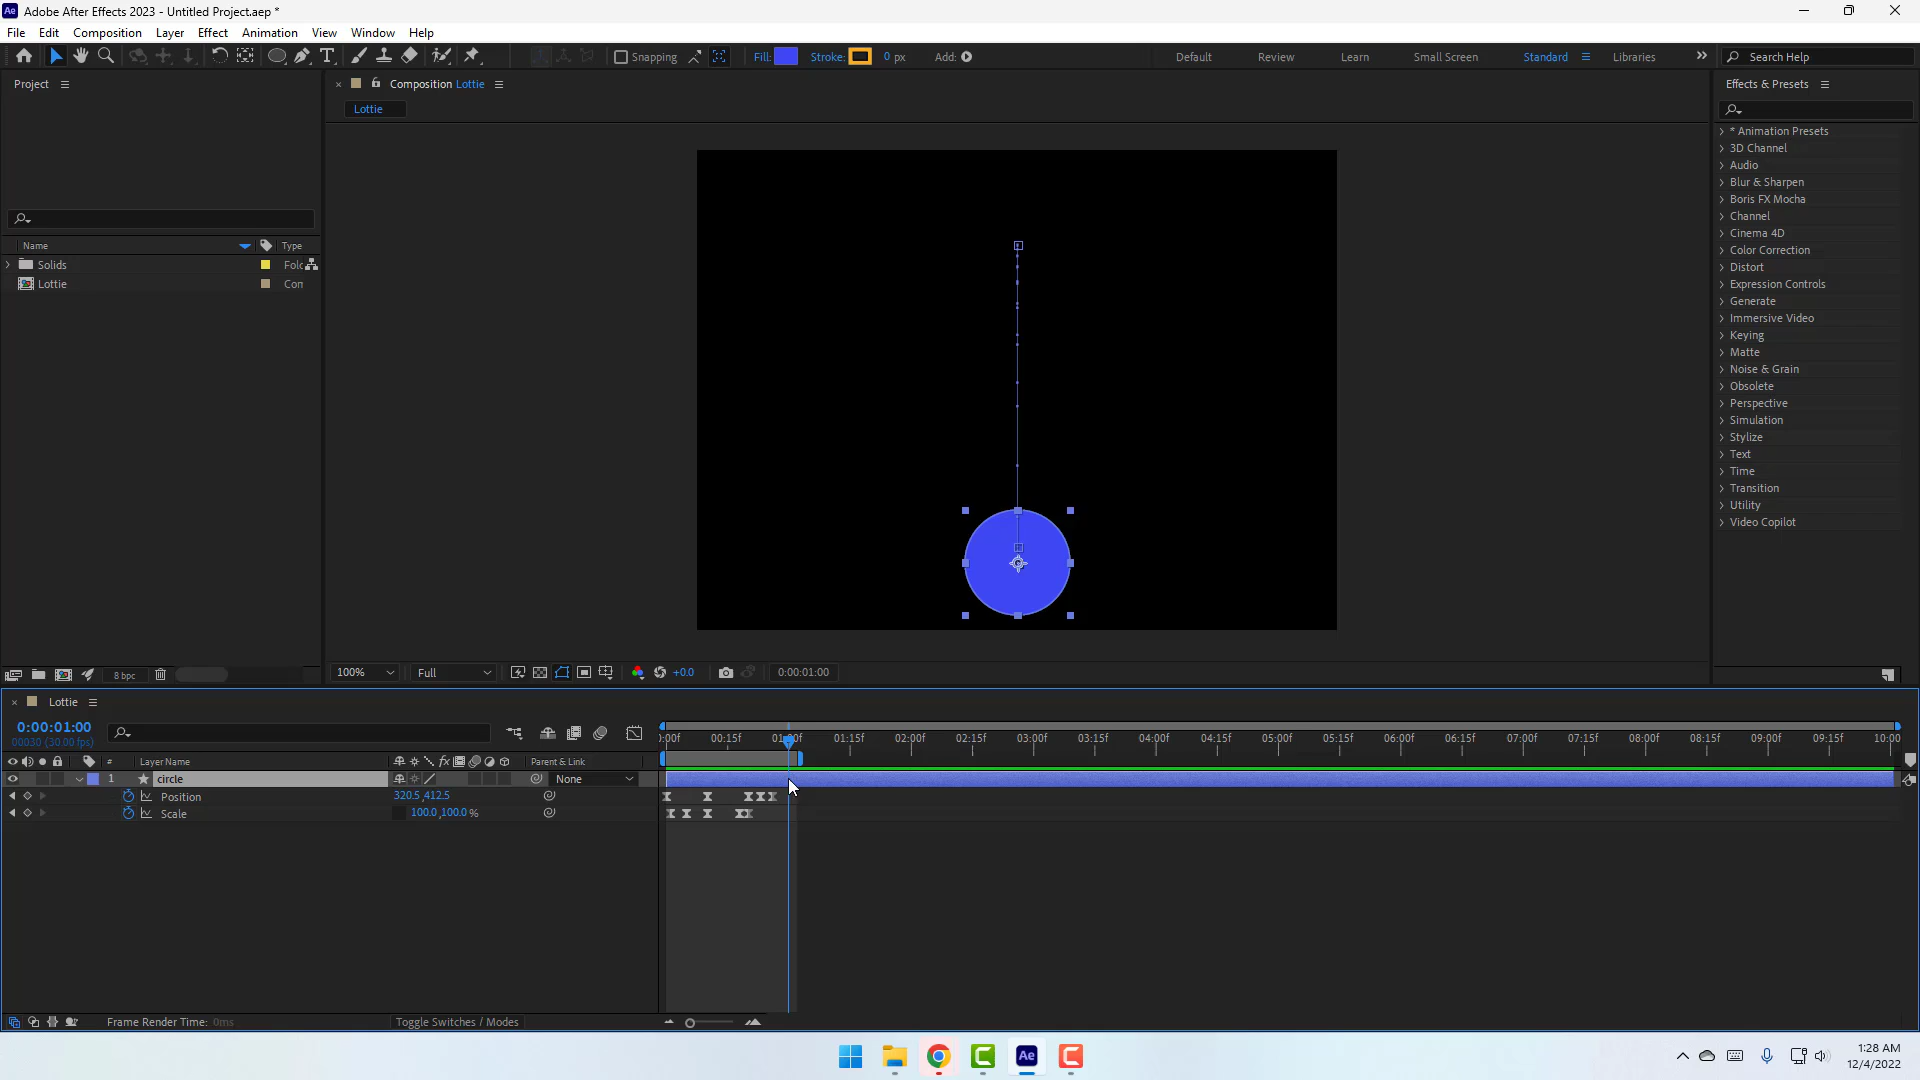 Ae Adobe After Effects 2023 - Untitled Project.aep *
File Edit Composition Layer Effect Animation View Window Help
Snapping Fill: Stroke: 0 px Add: Default Review Learn Small Screen Standard Libraries Search Help
Project
Composition Lottie
Effects & Presets
Lottie
* Animation Presets
3D Channel
Audio
Blur & Sharpen
Boris FX Mocha
Channel
Cinema 4D
Color Correction
Distort
Expression Controls
Generate
Immersive Video
Keying
Matte
Noise & Grain
Obsolete
Perspective
Simulation
Stylize
Text
Time
Transition
Utility
Video Copilot
Name Type
Solids Folc
Lottie Con
8 bpc
100% Full +0.0 0:00:01:00
Lottie
0:00:01:00
00030 (30.00 fps)
):00f 00:15f 01:00f 01:15f 02:00f 02:15f 03:00f 03:15f 04:00f 04:15f 05:00f 05:15f 06:00f 06:15f 07:00f 07:15f 08:00f 08:15f 09:00f 09:15f 10:00
# Layer Name fx Parent & Link
1 circle None
Position 320.5,412.5
Scale 100.0,100.0%
Frame Render Time: 0ms Toggle Switches / Modes
Ae
1:28 AM
12/4/2022